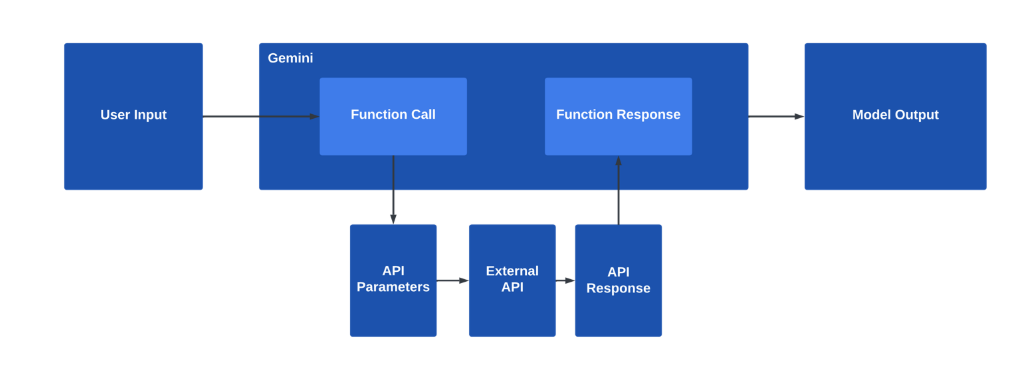 Gemini
User Input
Function Call
Function Response
Model Output
API
Parameters
External
API
API
Response